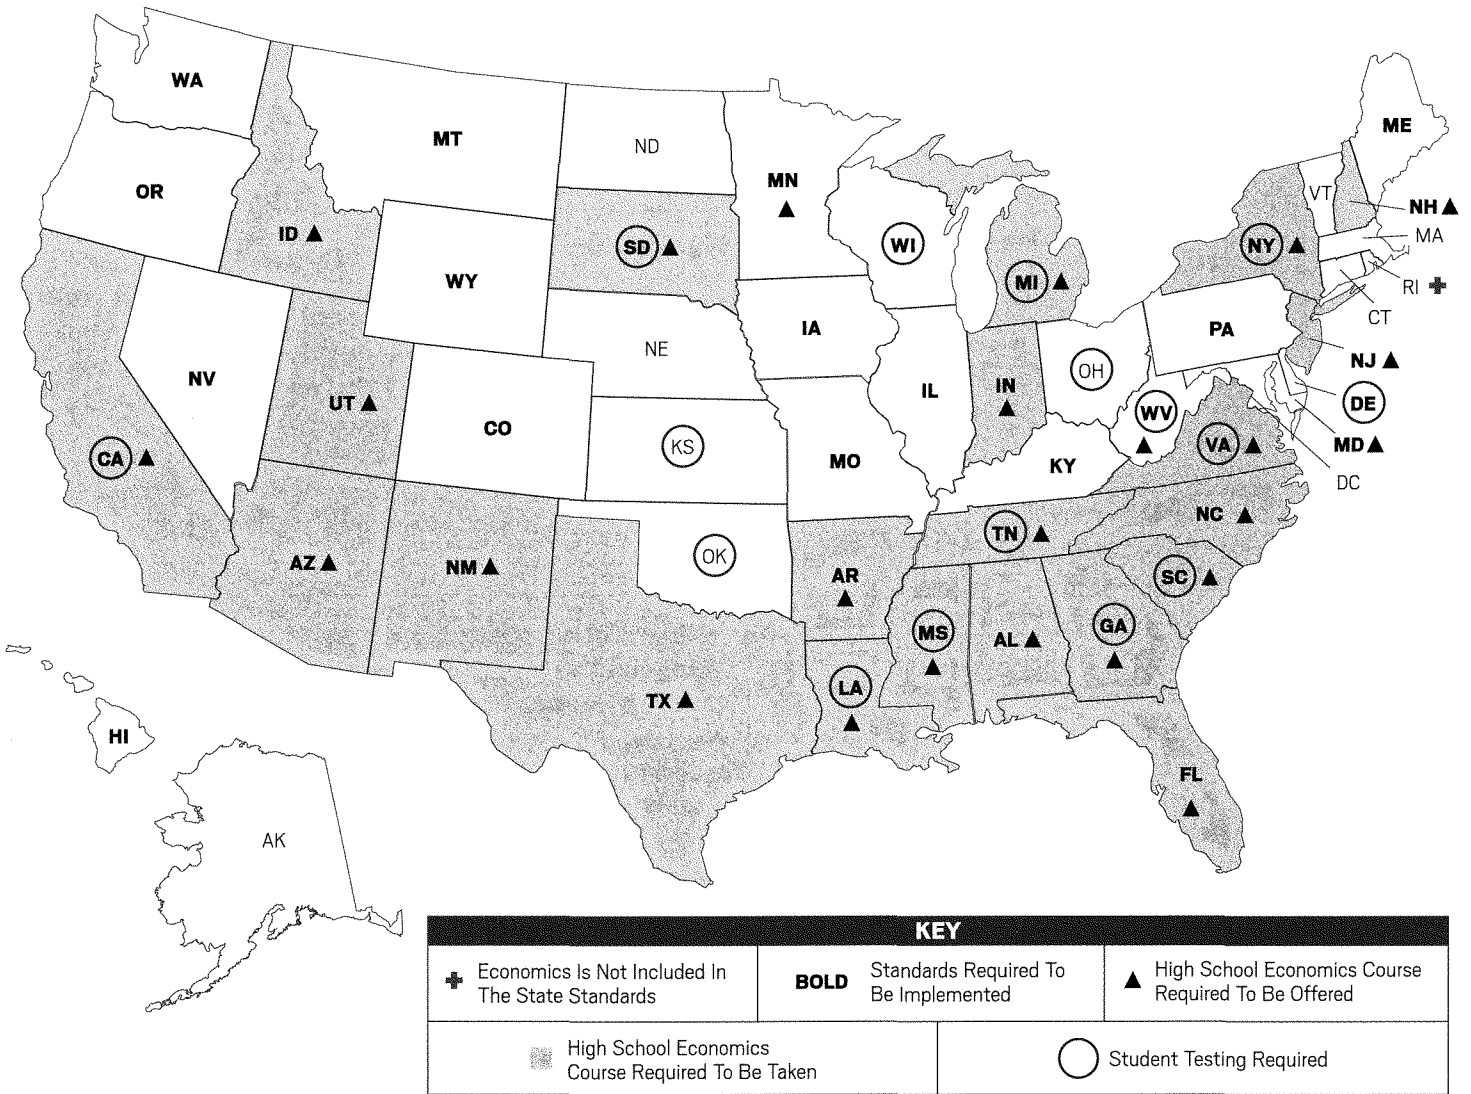 WA
MT
ND
ME
OR
MN
VT
NH
ID
SD
WI
NY
MA
WY
MI
RI
IA
CT
PA
NE
NJ
NV
OH
UT
IL
IN
DE
CO
WV
KS
MD
CA
KY
VA
MO
DC
NC
TN
AZ
NM
OK
AR
SC
MS
AL
GA
TX
LA
HI
FL
AK
KEY
Economics Is Not Included In
The State Standards
BOLD
Standards Required To
Be Implemented
High School Economics Course
Required To Be Offered
High School Economics
Course Required To Be Taken
Student Testing Required